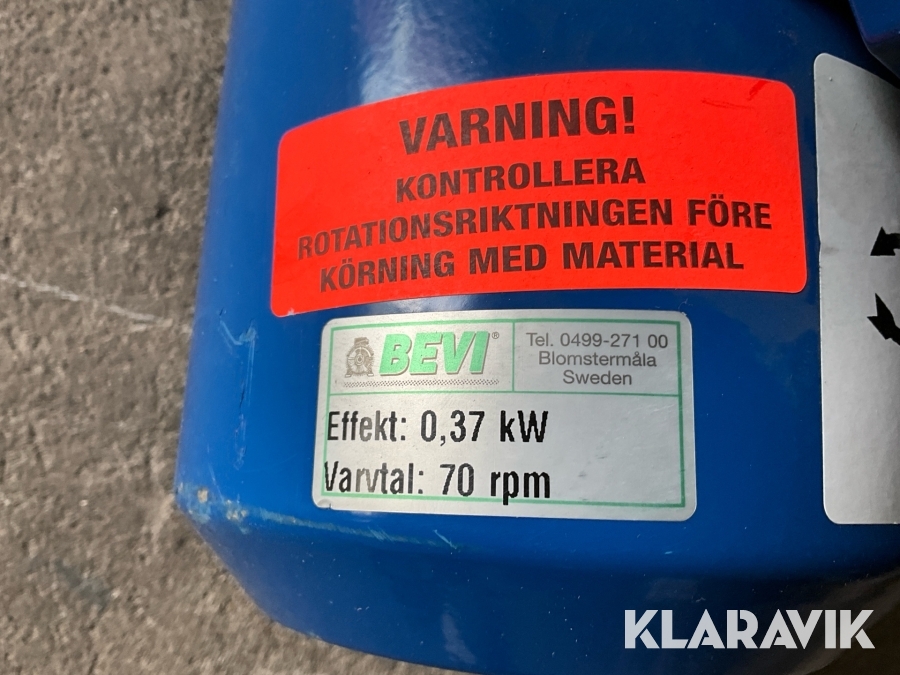 VARNING!
KONTROLLERA
ROTATIONSRIKTNINGEN FÖRE
KÖRNING MED MATERIAL
BEVI®
Tel. 0499-271 00
Blomstermåla
Sweden
Effekt: 0,37 kW
Varvtal: 70 rpm
KLARAVIK